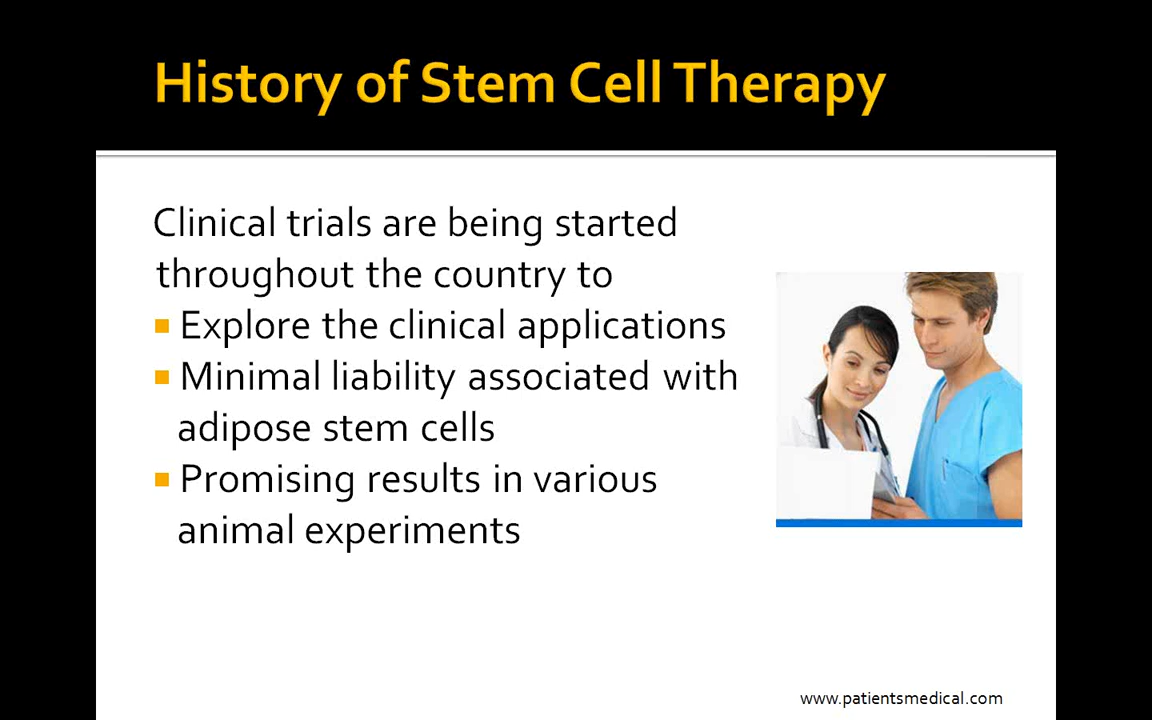 History of Stem Cell Therapy
Clinical trials are being started
throughout the country to
Explore the clinical applications
Minimal liability associated with
adipose stem cells
Promising results in various
animal experiments
www.patientsmedical.com